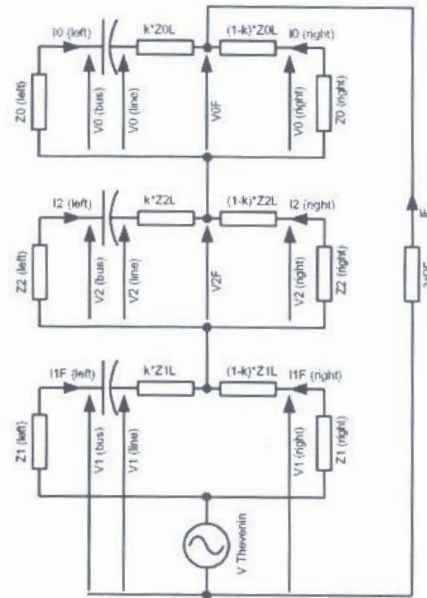 I0 (left)
k*Z0L
(1-k)*Z0L
I0 (right)
Z0 (left)
V0 (bus)
V0 (line)
V0F
V0 (right)
Z0 (right)
I2 (left)
k*Z2L
(1-k)*Z2L
I2 (right)
Z2 (left)
V2 (bus)
V2 (line)
V2F
V2 (right)
Z2 (right)
I1F (left)
k*Z1L
(1-k)*Z1L
I1F (right)
Z1 (left)
V1 (bus)
V1 (line)
V1 (right)
Z1 (right)
V Thevenin